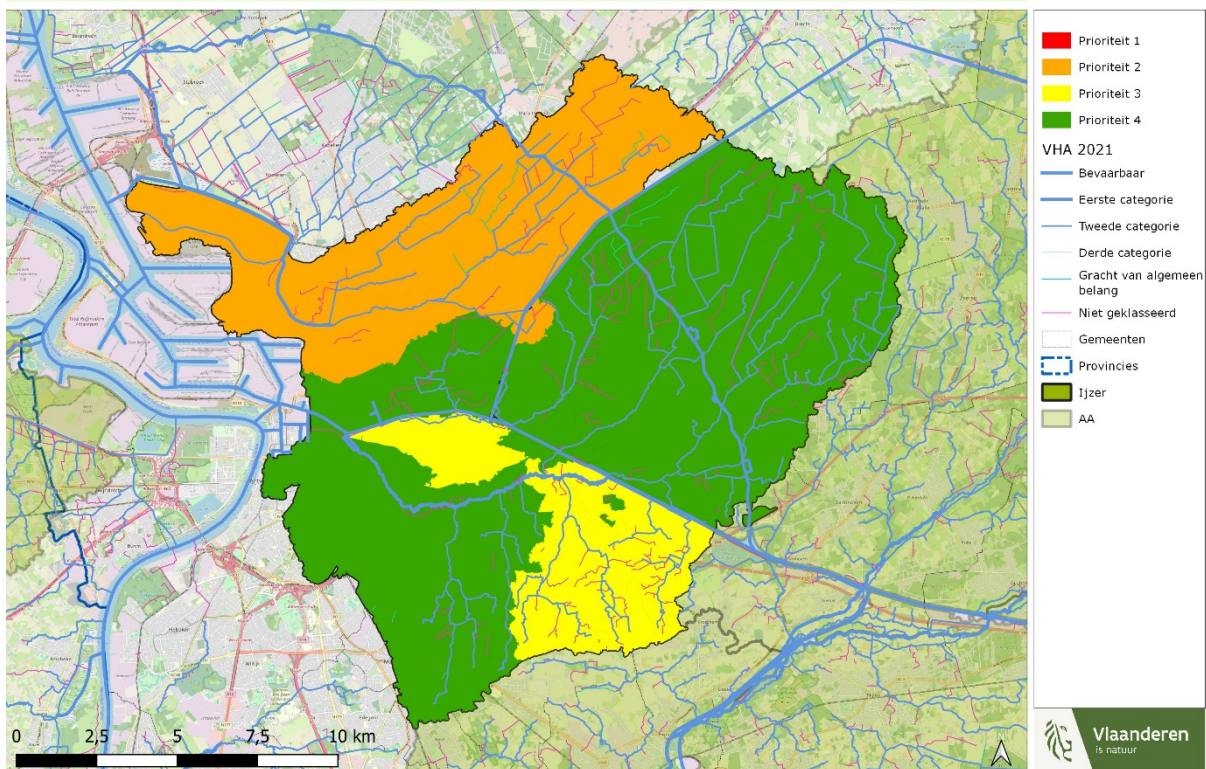 Prioriteit 1
Prioriteit 2
Prioriteit 3
Prioriteit 4
VHA 2021
Bevaarbaar
Eerste categorie
Tweede categorie
Derde categorie
Gracht van algemeen
belang
Niet geklasseerd
Gemeenten
Provincies
Ijzer
AA
0 2,5 5 7,5 10 km
Vlaanderen
is natuur